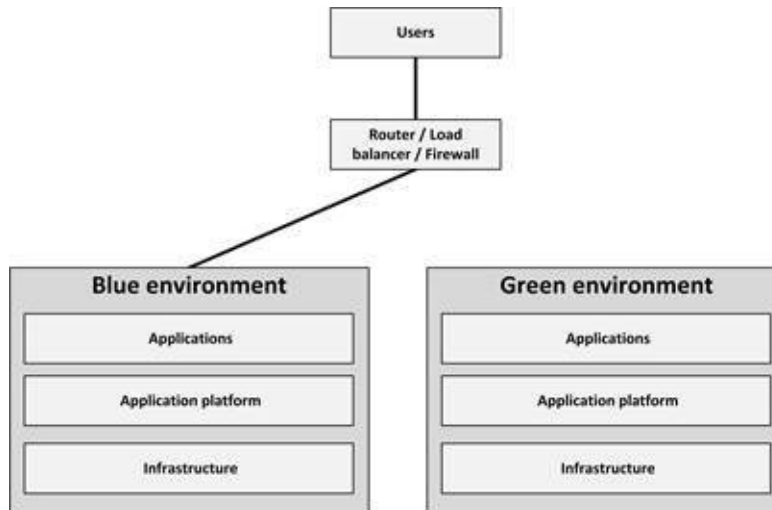 Users
Router / Load
balancer / Firewall
Blue environment
Applications
Application platform
Infrastructure
Green environment
Applications
Application platform
Infrastructure